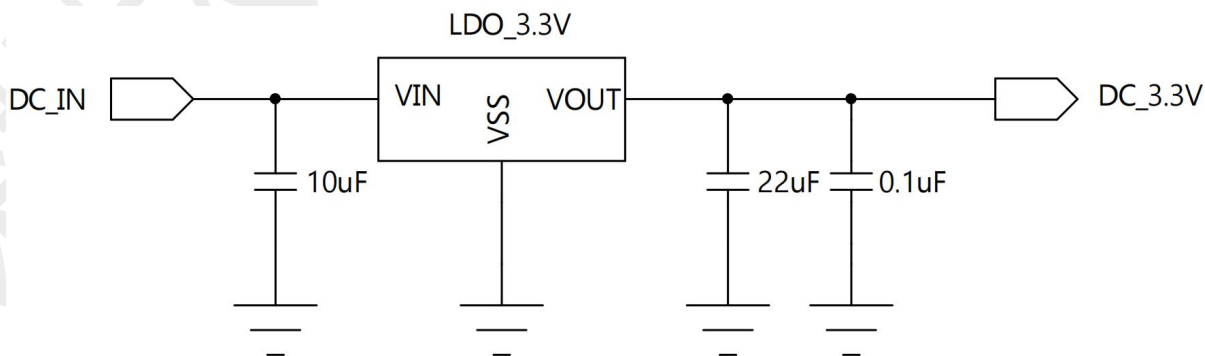 LDO_3.3V
DC_IN
VIN
VSS
VOUT
DC_3.3V
10uF
22uF
0.1uF